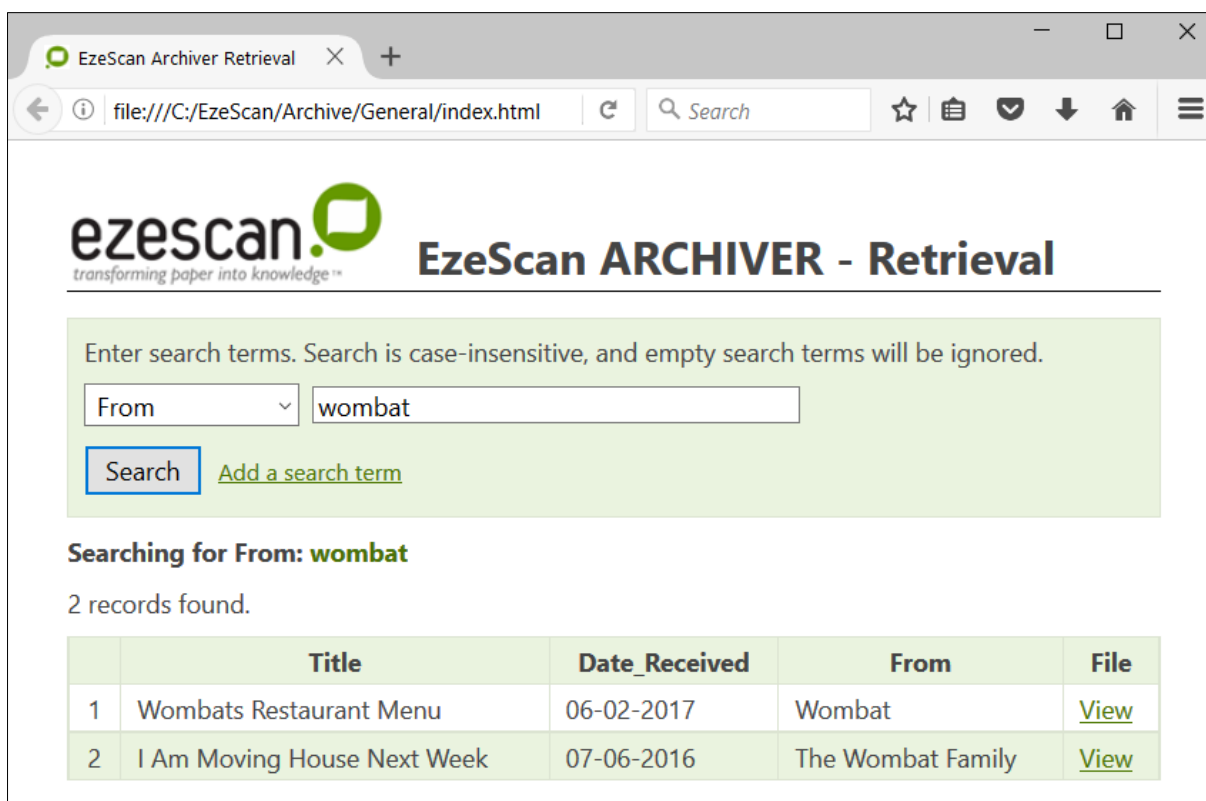 EzeScan Archiver Retrieval
file:///C:/EzeScan/Archive/General/index.html Search
ezescan.
transforming paper into knowledge™
EzeScan ARCHIVER - Retrieval
Enter search terms. Search is case-insensitive, and empty search terms will be ignored.
From wombat
Search Add a search term
Searching for From: wombat
2 records found.
Title Date_Received From File
1 Wombats Restaurant Menu 06-02-2017 Wombat View
2 I Am Moving House Next Week 07-06-2016 The Wombat Family View